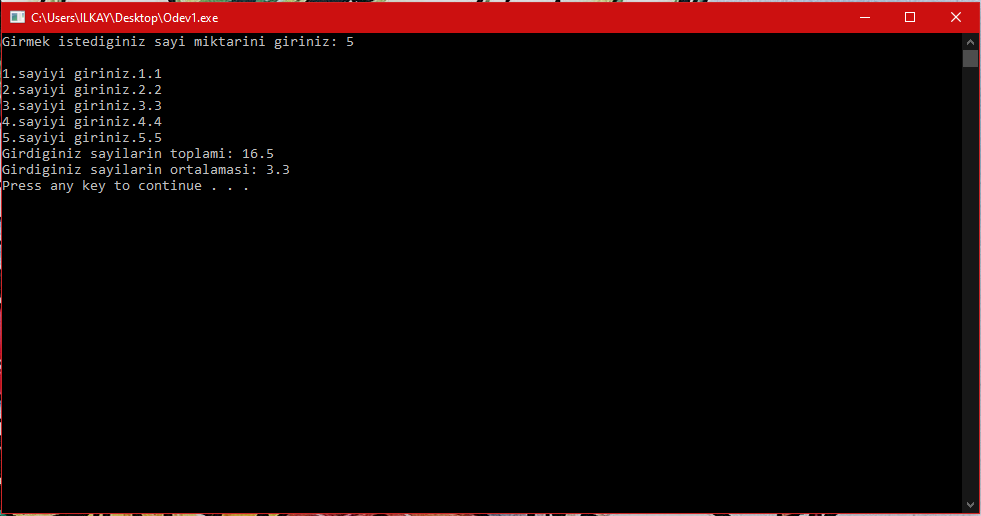 C:\Users\ILKAY\Desktop\Odev1.exe
Girmek istediginiz sayi miktarini giriniz: 5
1.sayiyi giriniz.1.1
2.sayiyi giriniz.2.2
3.sayiyi giriniz.3.3
4.sayiyi giriniz.4.4
5.sayiyi giriniz.5.5
Girdiginiz sayilarin toplami: 16.5
Girdiginiz sayilarin ortalamasi: 3.3
Press any key to continue . . .